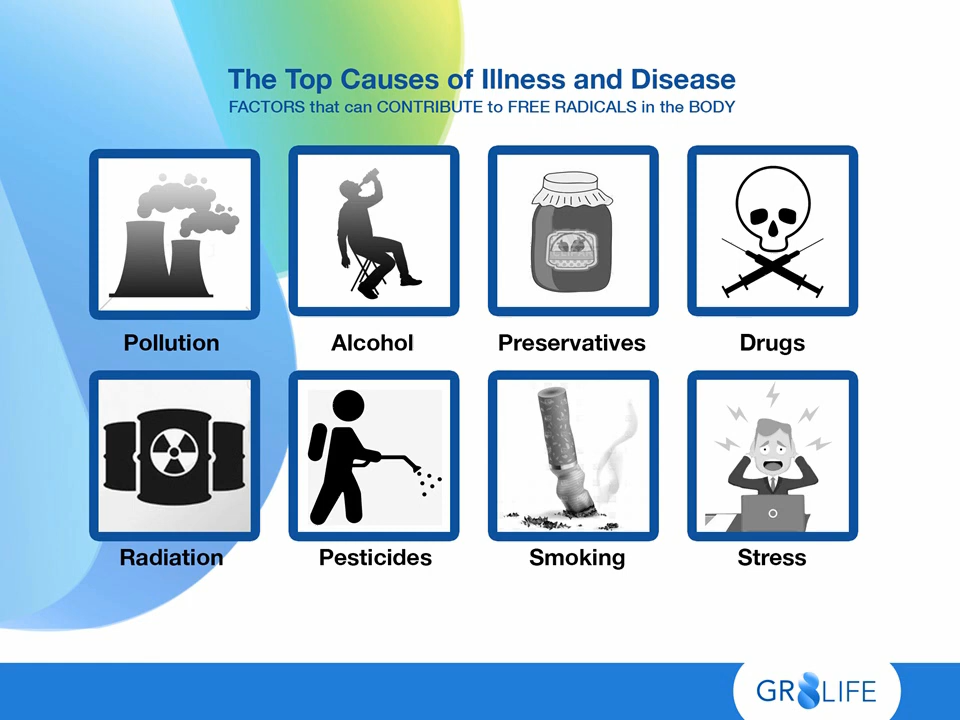 The Top Causes of Illness and Disease
FACTORS that can CONTRIBUTE to FREE RADICALS in the BODY
Pollution
Alcohol
Preservatives
Drugs
Radiation
Pesticides
Smoking
Stress
GR8LIFE